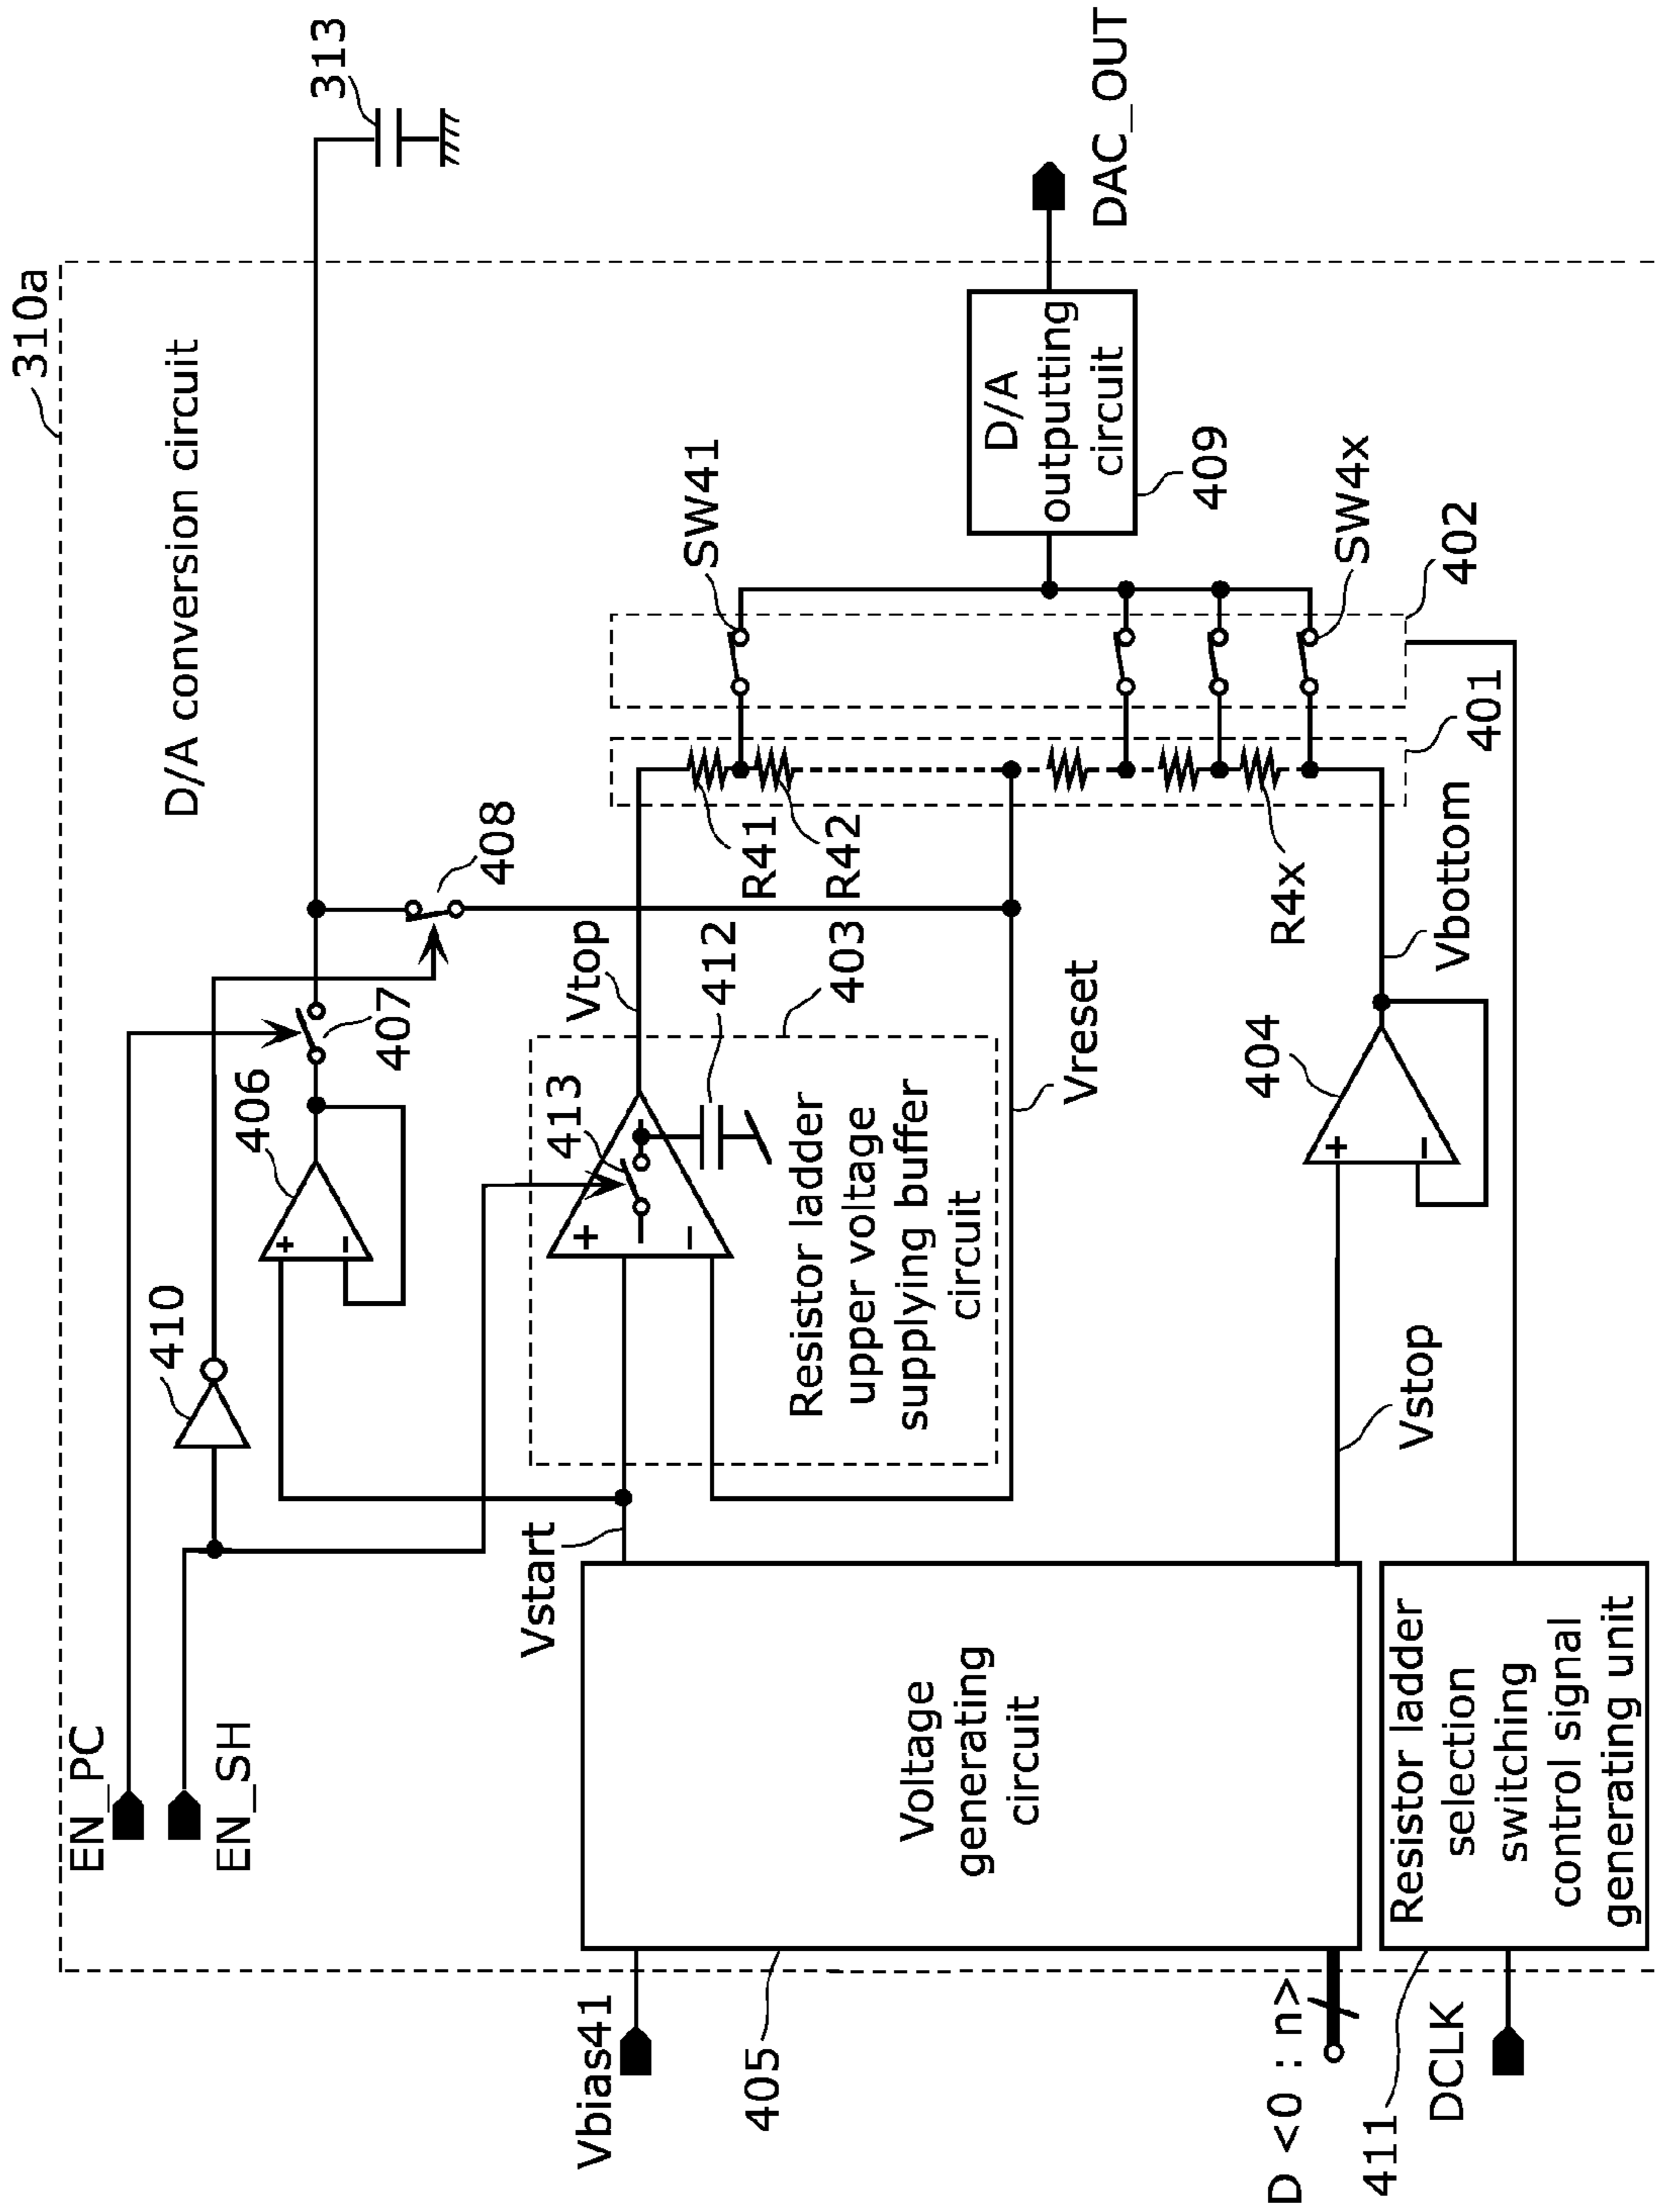 310a
313
D/A conversion circuit
EN_PC
EN_SH
410
406
407
408
Vstart
413
Vtop
412
403
Resistor ladder
upper voltage
supplying buffer
circuit
+
−
+
−
R41
R42
R4x
SW41
SW4x
402
401
D/A
outputting
circuit
409
DAC_OUT
Vreset
Vbias41
405
Voltage
generating
circuit
404
+
−
Vbottom
Vstop
D <0 : n>
411
DCLK
Resistor ladder
selection
switching
control signal
generating unit